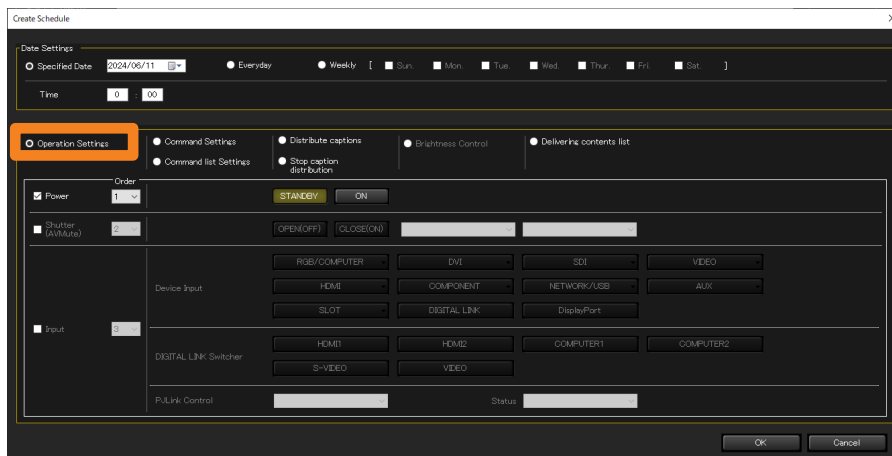 Create Schedule
Date Settings
Specified Date 2024/06/11 Everyday Weekly [ Sun. Mon. Tue. Wed. Thur. Fri. Sat. ]
Time 0 : 00
Operation Settings Command Settings Distribute captions Brightness Control Delivering contents list
Command list Settings Stop caption distribution
Order
Power 1 STANDBY ON
Shutter (AVMute) 2 OPEN(OFF) CLOSE(ON)
RGB/COMPUTER DVI SDI VIDEO
Device Input HDMI COMPONENT NETWORK/USB AUX
SLOT DIGITAL LINK DisplayPort
Input 3
HDMI1 HDMI2 COMPUTER1 COMPUTER2
DIGITAL LINK Switcher
S-VIDEO VIDEO
PJLink Control Status
OK Cancel